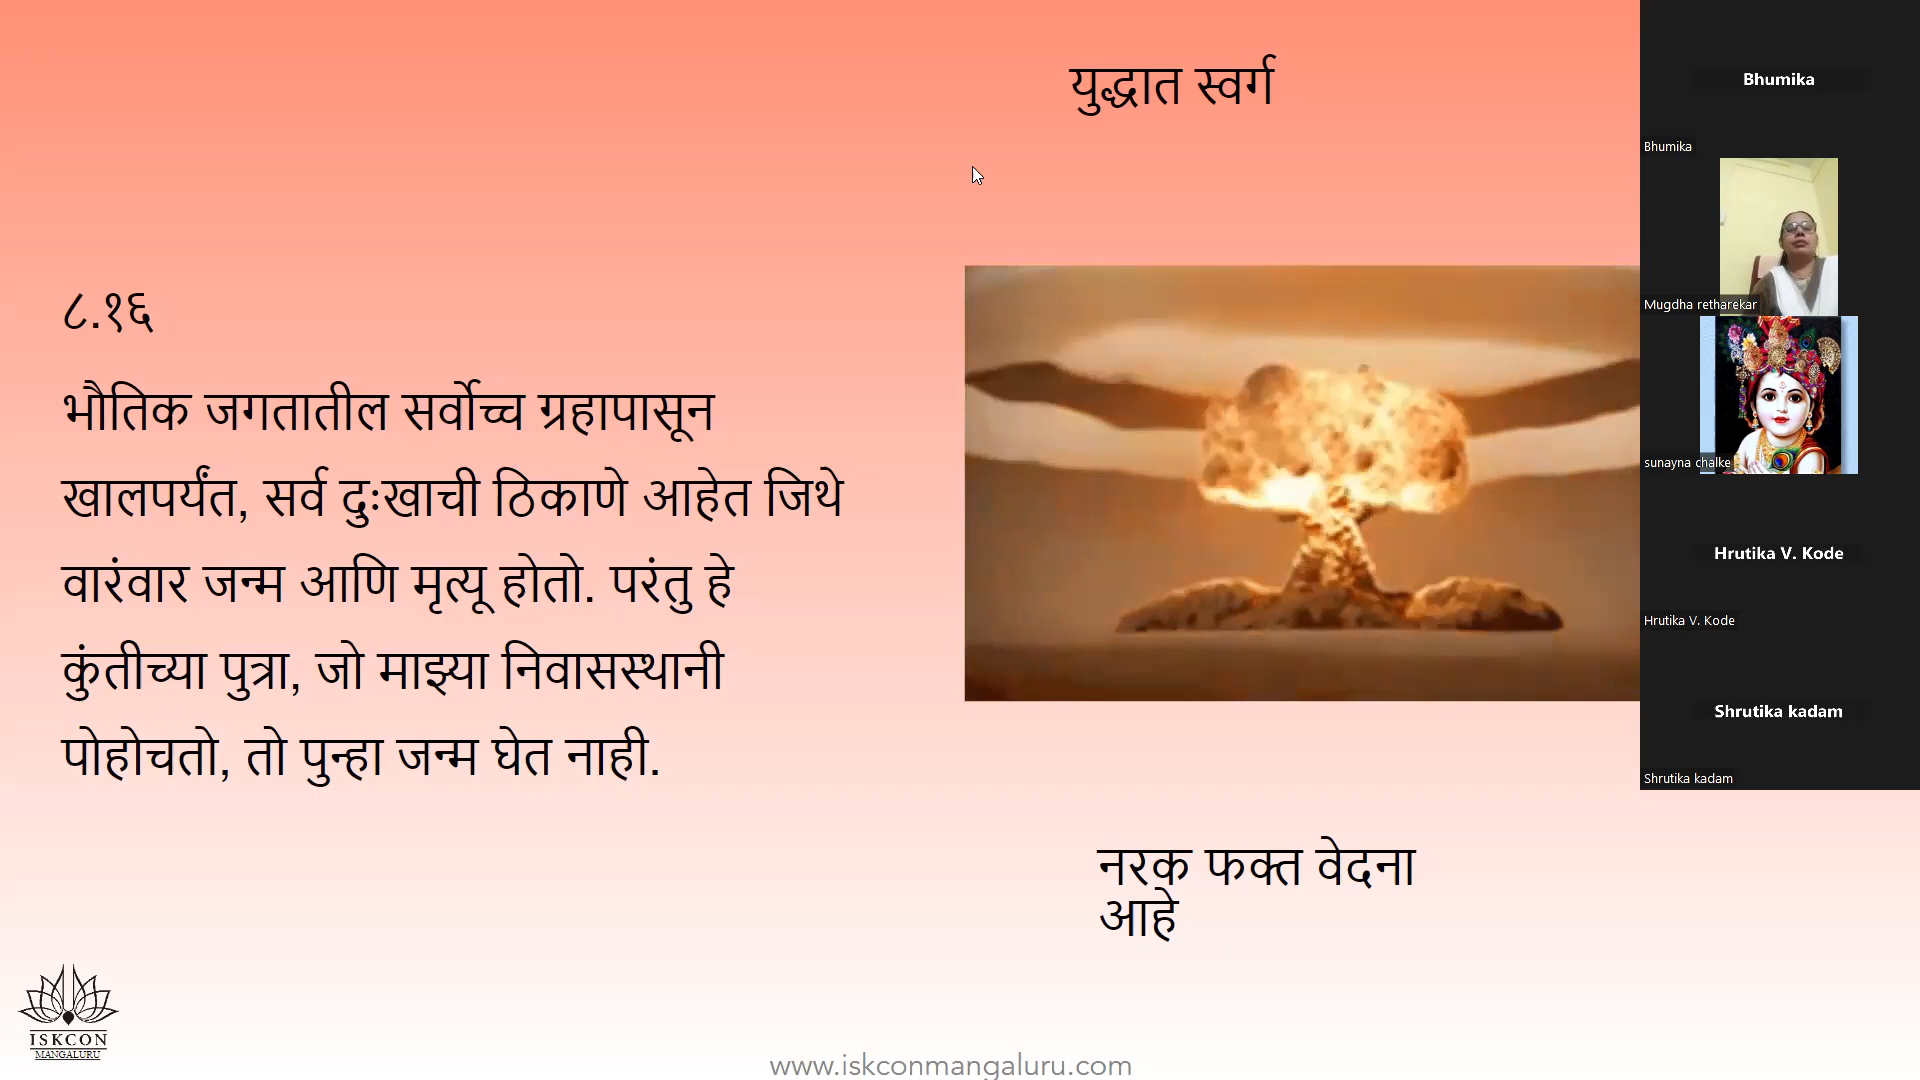 युद्धात स्वर्ग
८.१६
भौतिक जगतातील सर्वोच्च ग्रहापासून
खालपर्यंत, सर्व दुःखाची ठिकाणे आहेत जिथे
वारंवार जन्म आणि मृत्यू होतो. परंतु हे
कुंतीच्या पुत्रा, जो माझ्या निवासस्थानी
पोहोचतो, तो पुन्हा जन्म घेत नाही.
नरक फक्त वेदना
आहे
ISKCON
MANGALURU
www.iskconmangaluru.com
Bhumika
Bhumika
Mugdha retharekar
sunayna chalke
Hrutika V. Kode
Hrutika V. Kode
Shrutika kadam
Shrutika kadam